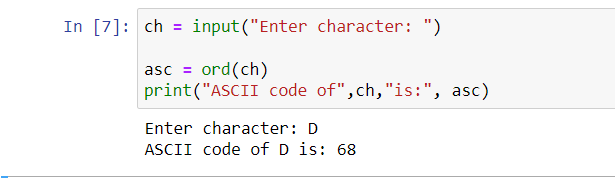 In [7]: ch = input("Enter character: ")
asc = ord(ch)
print("ASCII code of",ch,"is:", asc)
Enter character: D
ASCII code of D is: 68